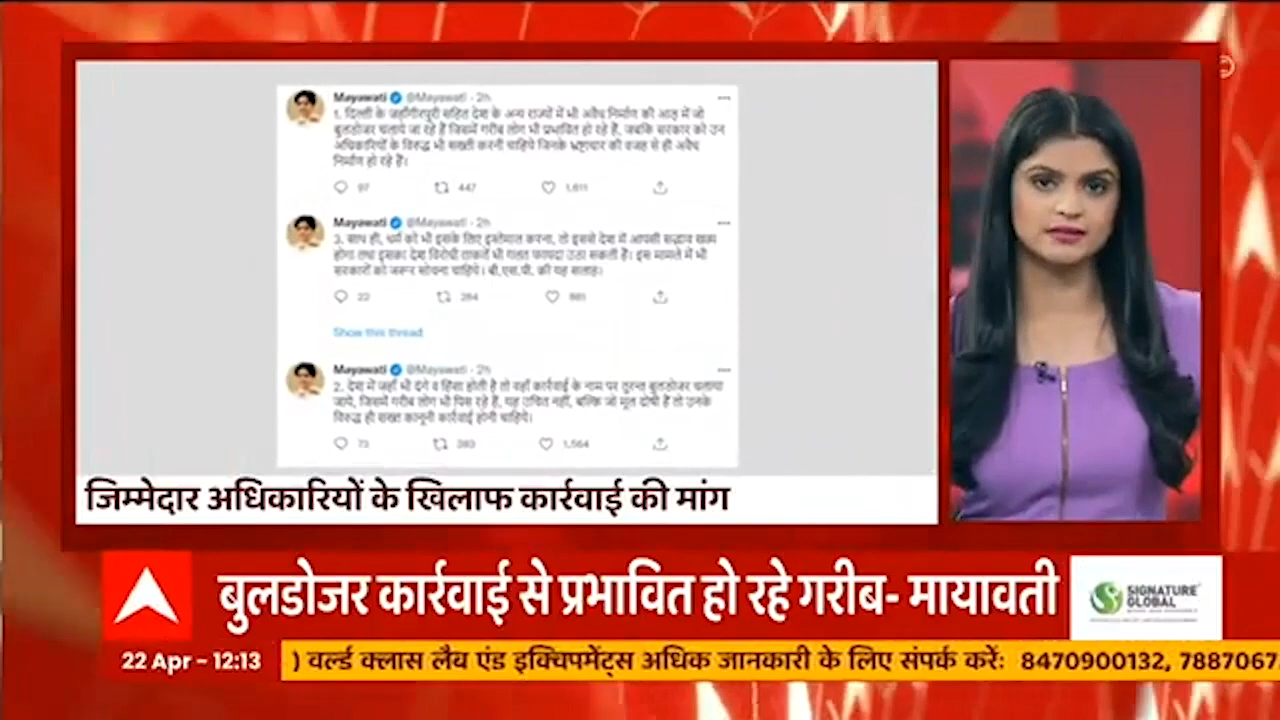 Mayawati @Mayawati · 2h
1. दिल्ली के जहाँगीरपुरी सहित देश के अन्य राज्यों में भी अवैध निर्माण की आड़ में जो
बुलडोजर चलाये जा रहे हैं जिसमें गरीब लोग भी प्रभावित हो रहे हैं, जबकि सरकार को उन
अधिकारियों के विरुद्ध भी सख्ती करनी चाहिये जिनके भ्रष्टाचार की वजह से ही अवैध
निर्माण हो रहे हैं।
97 447 1,611
Mayawati @Mayawati · 2h
3. साथ ही, धर्म को भी इसके लिए इस्तेमाल करना, तो इससे देश में आपसी सद्भाव खत्म
होगा तथा इसका देश विरोधी ताकतें भी गलत फायदा उठा सकती हैं। इस मामले में भी
सरकारों को जरूर सोचना चाहिये। बी.एस.पी. की यह सलाह।
22 284
Show this thread
Mayawati @Mayawati · 2h
2. देश में जहाँ भी दंगे व हिंसा होती है तो वहाँ कार्रवाई के नाम पर तुरन्त बुलडोजर चलाया
जाये, जिसमें गरीब लोग भी पिस रहे हैं, यह उचित नहीं, बल्कि जो मूल दोषी हैं तो उनके
विरुद्ध ही सख्त कानूनी कार्रवाई होनी चाहिये।
73 383 1,564
जिम्मेदार अधिकारियों के खिलाफ कार्रवाई की मांग
बुलडोजर कार्रवाई से प्रभावित हो रहे गरीब- मायावती
SIGNATURE
GLOBAL
22 Apr - 12:13
) वर्ल्ड क्लास लैब एंड इक्विपमेंट्स अधिक जानकारी के लिए संपर्क करें: 8470900132, 788706